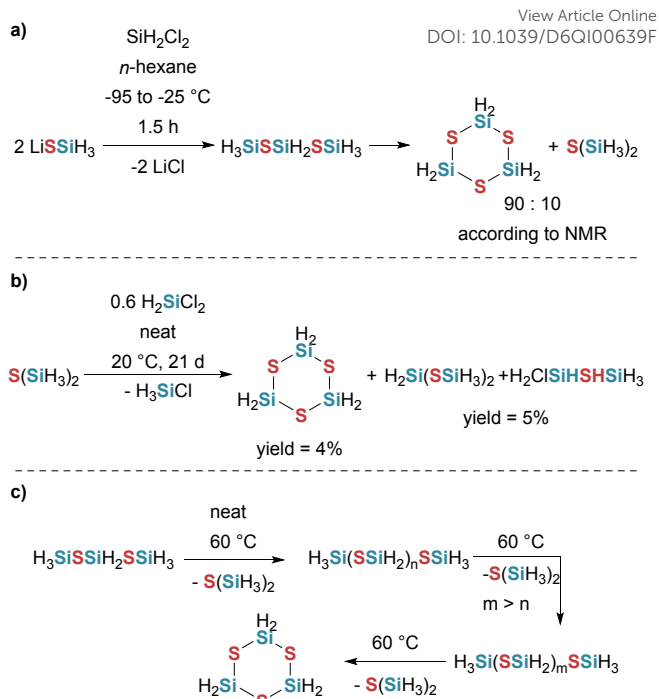 View Article Online
DOI: 10.1039/D6QI00639F
a)
SiH2Cl2
n-hexane
-95 to -25 °C
1.5 h
2 LiSSiH3
-2 LiCl
H3SiSSiH2SSiH3
H2
Si
S S
H2Si SiH2
S
+ S(SiH3)2
90 : 10
according to NMR
b)
0.6 H2SiCl2
neat
20 °C, 21 d
S(SiH3)2
- H3SiCl
H2
Si
S S
H2Si SiH2
S
+ H2Si(SSiH3)2 +H2ClSiHSHSiH3
yield = 4%
yield = 5%
c)
neat
60 °C
H3SiSSiH2SSiH3
- S(SiH3)2
H3Si(SSiH2)nSSiH3
60 °C
-S(SiH3)2
m > n
H3Si(SSiH2)mSSiH3
60 °C
- S(SiH3)2
H2
Si
S S
H2Si SiH2
S